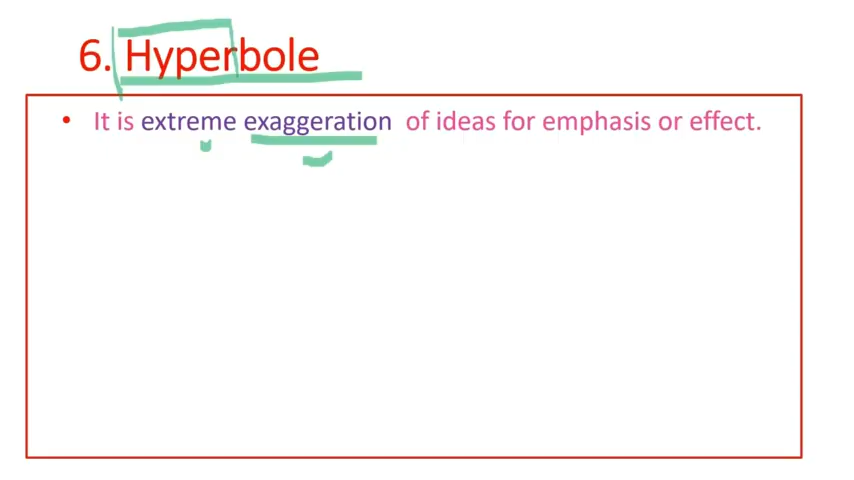 6. Hyperbole
• It is extreme exaggeration of ideas for emphasis or effect.